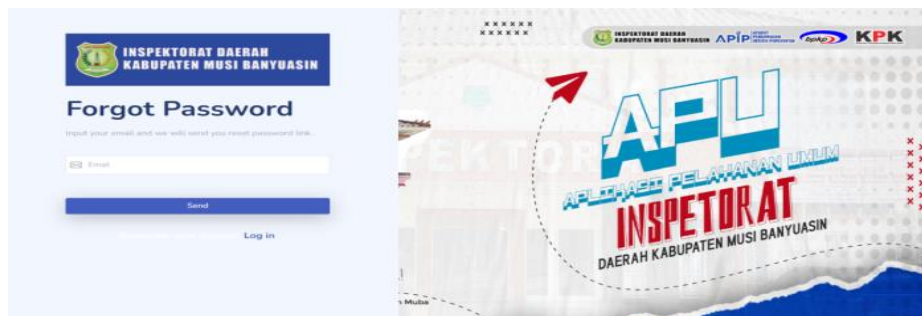 INSPEKTORAT DAERAH
KABUPATEN MUSI BANYUASIN
Forgot Password
Input your email and we will send you reset password link.
Email
Send
Log in
INSPEKTORAT DAERAH
KABUPATEN MUSI BANYUASIN
APIP
bpkp
KPK
APU
APLIKASI PELAYANAN UMUM
INSPETORAT
DAERAH KABUPATEN MUSI BANYUASIN
Muba